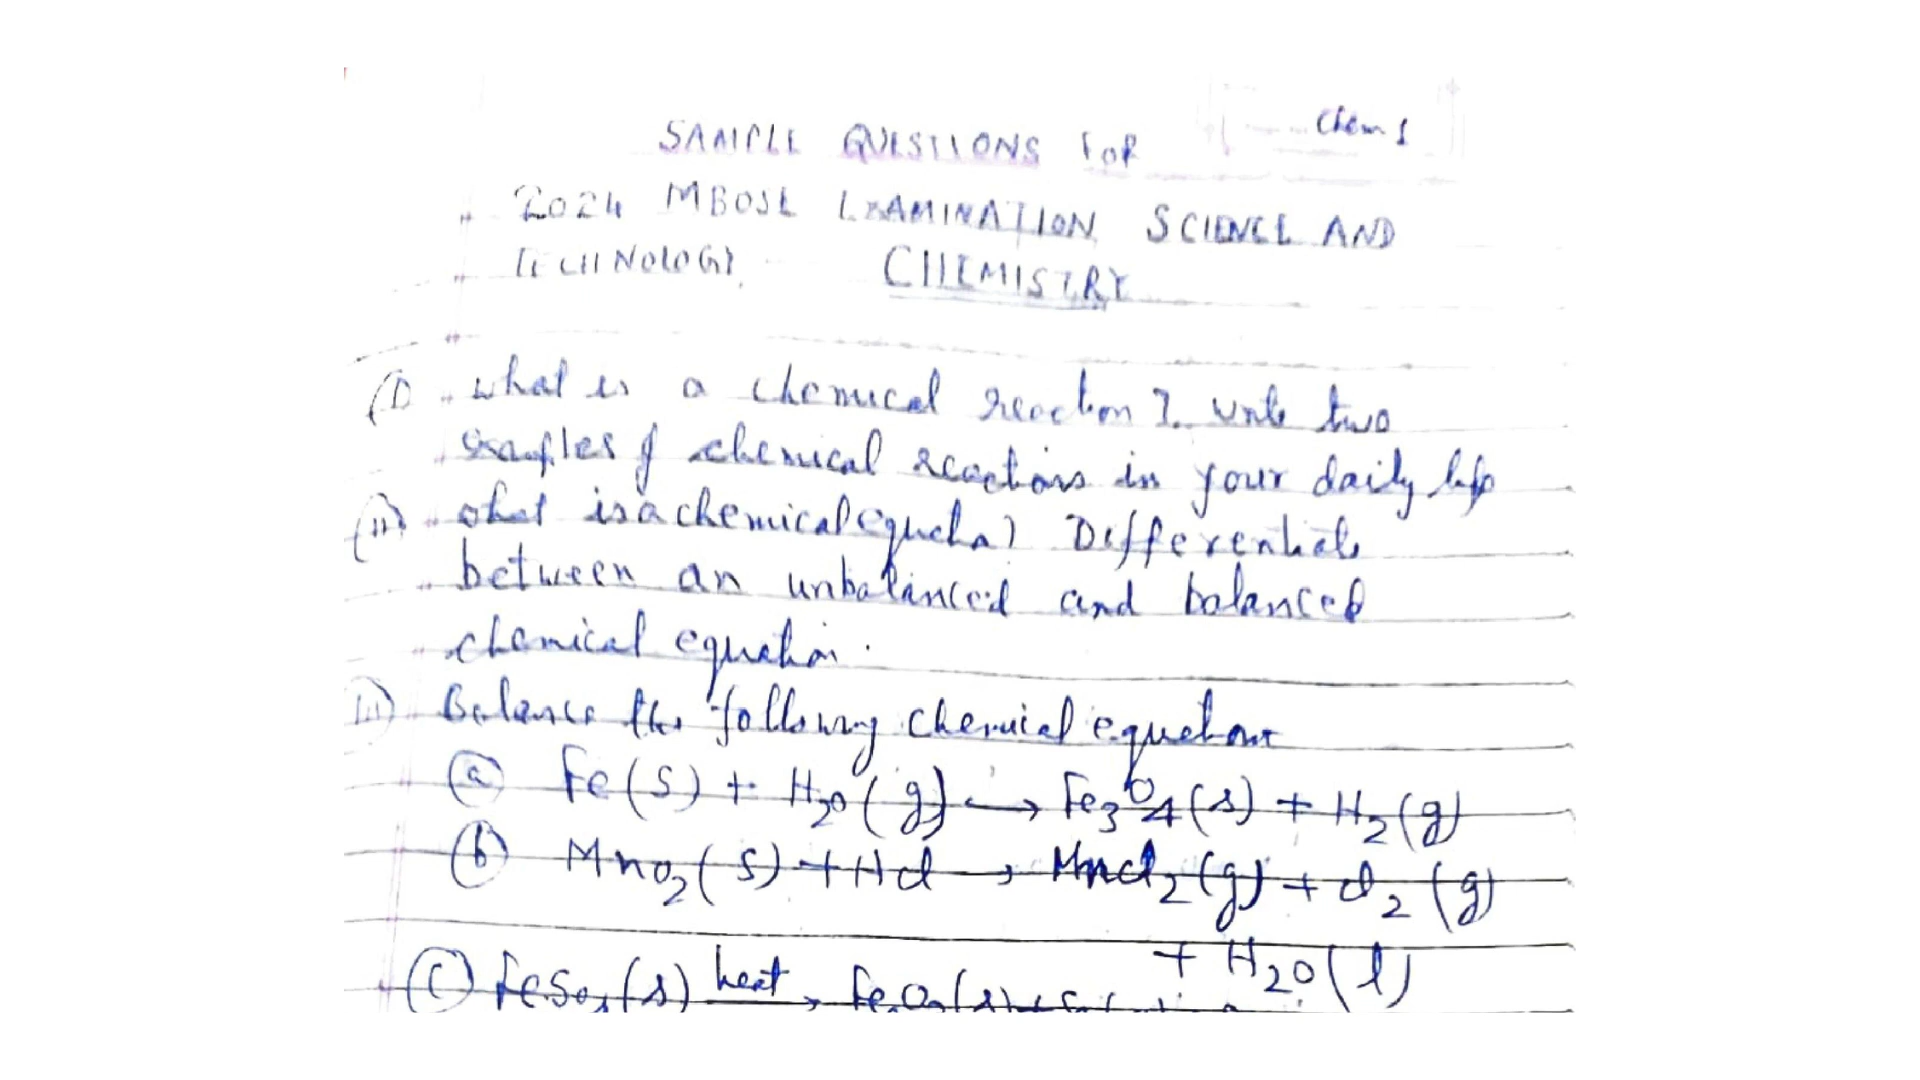 Chem 1
SAMPLE QUESTIONS FOR
2024 MBOSE EXAMINATION SCIENCE AND
TECHNOLOGY CHEMISTRY
(i) what is a chemical reaction? write two
examples of chemical reactions in your daily life
(ii) what is a chemical equation? Differentiate
between an unbalanced and balanced
chemical equation.
(iii) Balance the following chemical equations
(a) Fe(s) + H₂O(g) → Fe₃O₄(s) + H₂(g)
(b) MnO₂(s) + HCl → MnCl₂(g) + Cl₂(g)
+ H₂O(l)
(c) FeSO₄(s) heat → Fe₂O₃(s) +